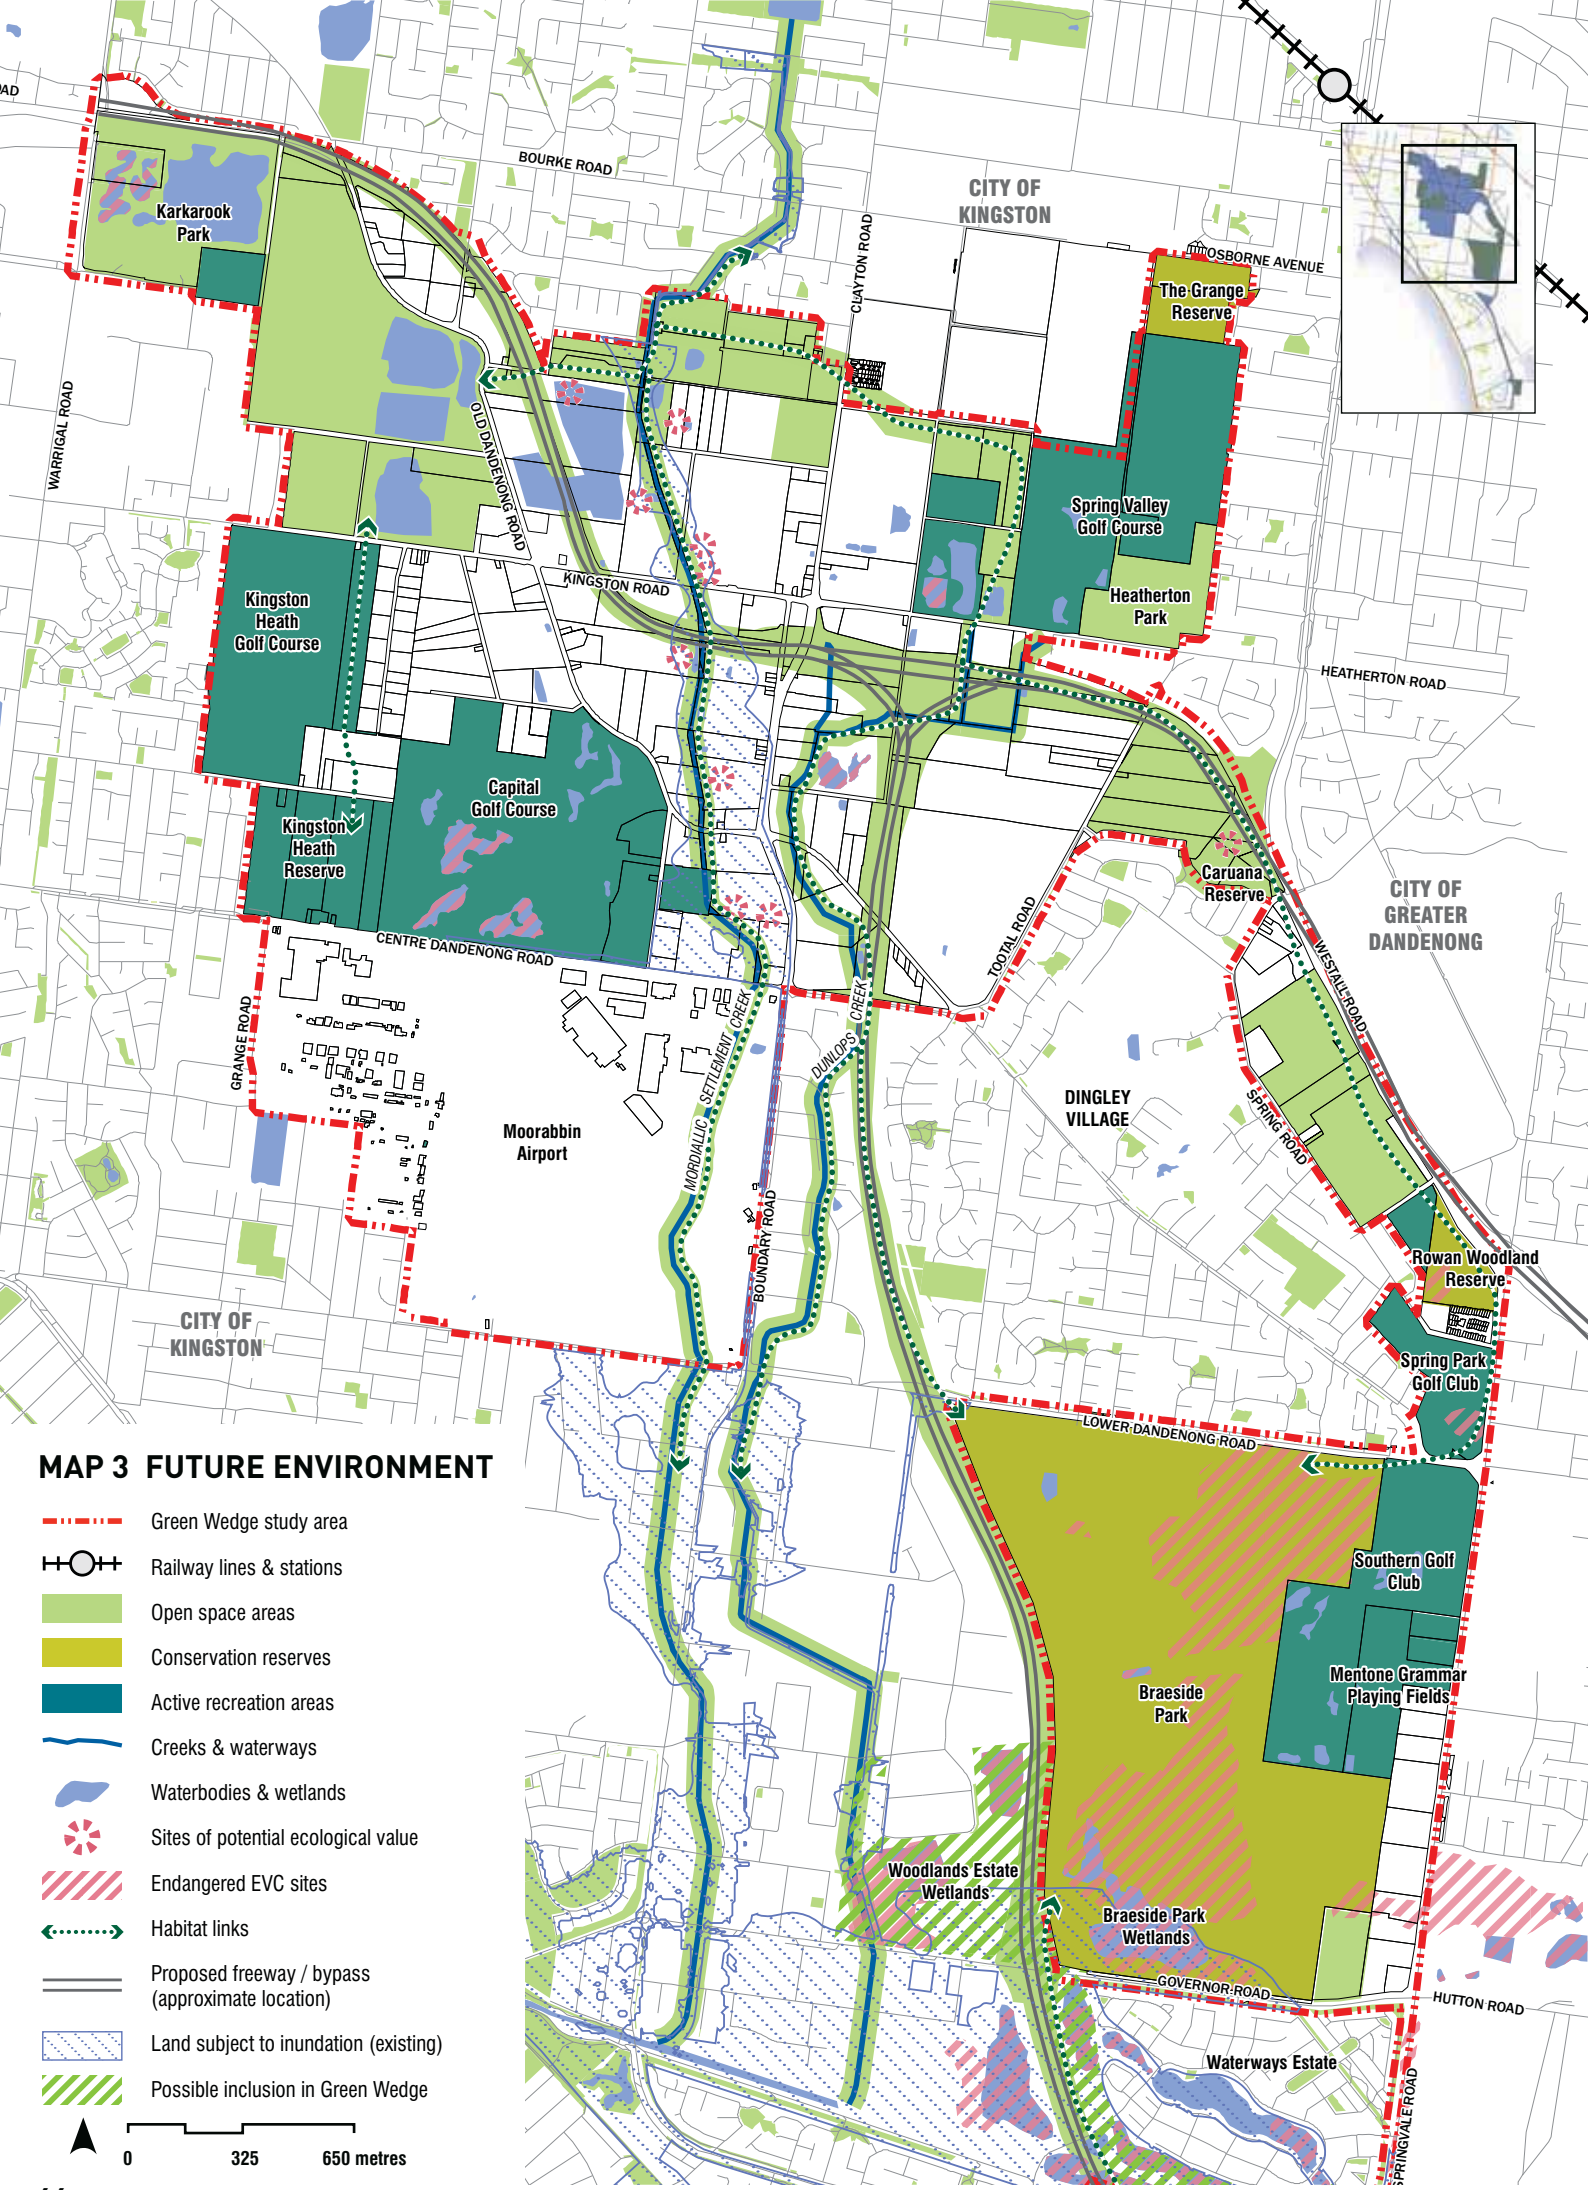 AD
BOURKE ROAD
CITY OF
KINGSTON
CLAYTON ROAD
OSBORNE AVENUE
Karkarook
Park
The Grange
Reserve
WARRIGAL ROAD
OLD DANDENONG ROAD
Spring Valley
Golf Course
KINGSTON ROAD
Kingston
Heath
Golf Course
Heatherton
Park
HEATHERTON ROAD
Capital
Golf Course
Kingston
Heath
Reserve
Caruana
Reserve
CITY OF
GREATER
DANDENONG
CENTRE DANDENONG ROAD
TOOTAL ROAD
WESTALL ROAD
GRANGE ROAD
MORDIALLIC SETTLEMENT CREEK
DUNLOPS CREEK
DINGLEY
VILLAGE
SPRING ROAD
Moorabbin
Airport
BOUNDARY ROAD
Rowan Woodland
Reserve
CITY OF
KINGSTON
Spring Park
Golf Club
LOWER DANDENONG ROAD
MAP 3 FUTURE ENVIRONMENT
Green Wedge study area
Railway lines & stations
Open space areas
Conservation reserves
Active recreation areas
Creeks & waterways
Waterbodies & wetlands
Sites of potential ecological value
Endangered EVC sites
Habitat links
Proposed freeway / bypass
(approximate location)
Land subject to inundation (existing)
Possible inclusion in Green Wedge
0 325 650 metres
Southern Golf
Club
Mentone Grammar
Playing Fields
Braeside
Park
Woodlands Estate
Wetlands
Braeside Park
Wetlands
GOVERNOR ROAD
HUTTON ROAD
Waterways Estate
SPRINGVALE ROAD